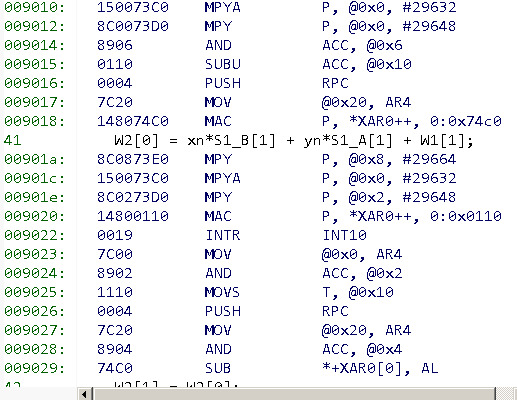 009010: 150073C0 MPYA P, @0x0, #29632
009012: 8C0073D0 MPY P, @0x0, #29648
009014: 8906 AND ACC, @0x6
009015: 0110 SUBU ACC, @0x10
009016: 0004 PUSH RPC
009017: 7C20 MOV @0x20, AR4
009018: 148074C0 MAC P, *XAR0++, 0:0x74c0
41 W2[0] = xn*S1_B[1] + yn*S1_A[1] + W1[1];
00901a: 8C0873E0 MPY P, @0x8, #29664
00901c: 150073C0 MPYA P, @0x0, #29632
00901e: 8C0273D0 MPY P, @0x2, #29648
009020: 14800110 MAC P, *XAR0++, 0:0x0110
009022: 0019 INTR INT10
009023: 7C00 MOV @0x0, AR4
009024: 8902 AND ACC, @0x2
009025: 1110 MOVS T, @0x10
009026: 0004 PUSH RPC
009027: 7C20 MOV @0x20, AR4
009028: 8904 AND ACC, @0x4
009029: 74C0 SUB *+XAR0[0], AL